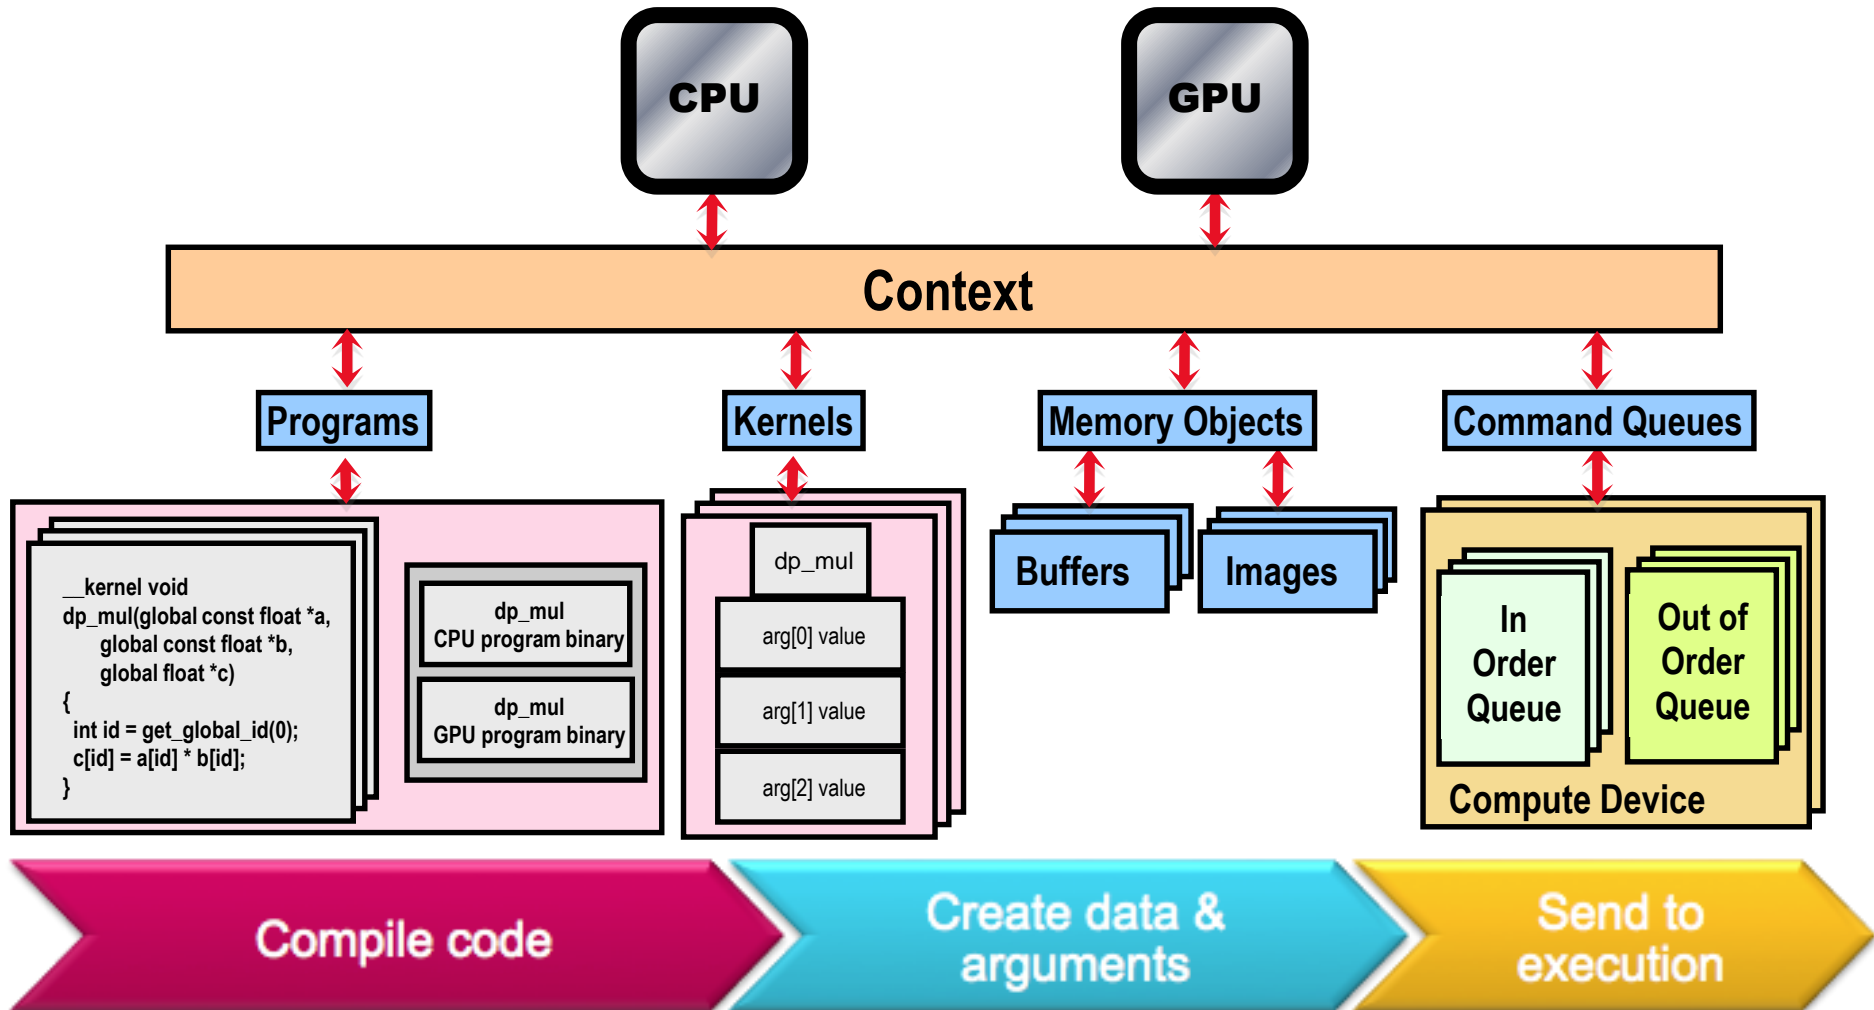 CPU
GPU
Context
Programs
Kernels
Memory Objects
Command Queues
__kernel void
dp_mul(global const float *a,
global const float *b,
global float *c)
{
int id = get_global_id(0);
c[id] = a[id] * b[id];
}
dp_mul
CPU program binary
dp_mul
GPU program binary
dp_mul
arg[0] value
arg[1] value
arg[2] value
Buffers
Images
In
Order
Queue
Out of
Order
Queue
Compute Device
Compile code
Create data &
arguments
Send to
execution